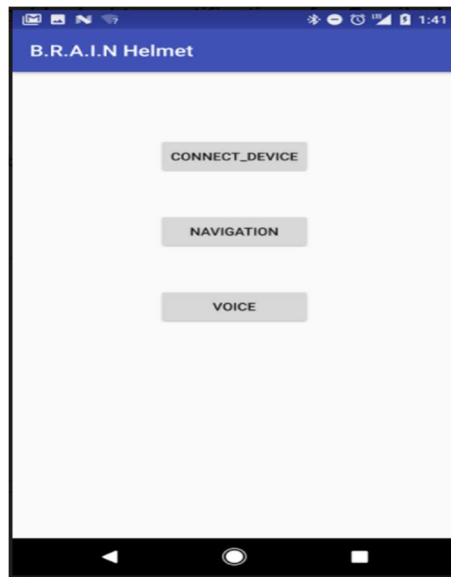 1:41
B.R.A.I.N Helmet
CONNECT_DEVICE
NAVIGATION
VOICE